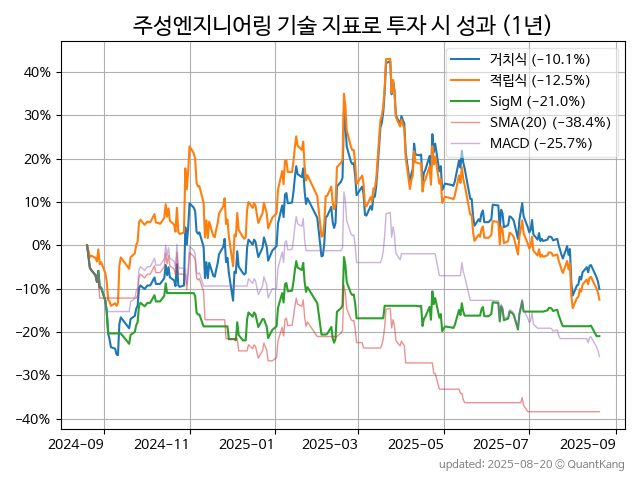 주성엔지니어링 기술 지표로 투자 시 성과 (1년)
거치식 (−10.1%)
적립식 (−12.5%)
SigM (−21.0%)
SMA(20) (−38.4%)
MACD (−25.7%)
40%
30%
20%
10%
0%
−10%
−20%
−30%
−40%
2024-09 2024-11 2025-01 2025-03 2025-05 2025-07 2025-09
updated: 2025-08-20 © QuantKang